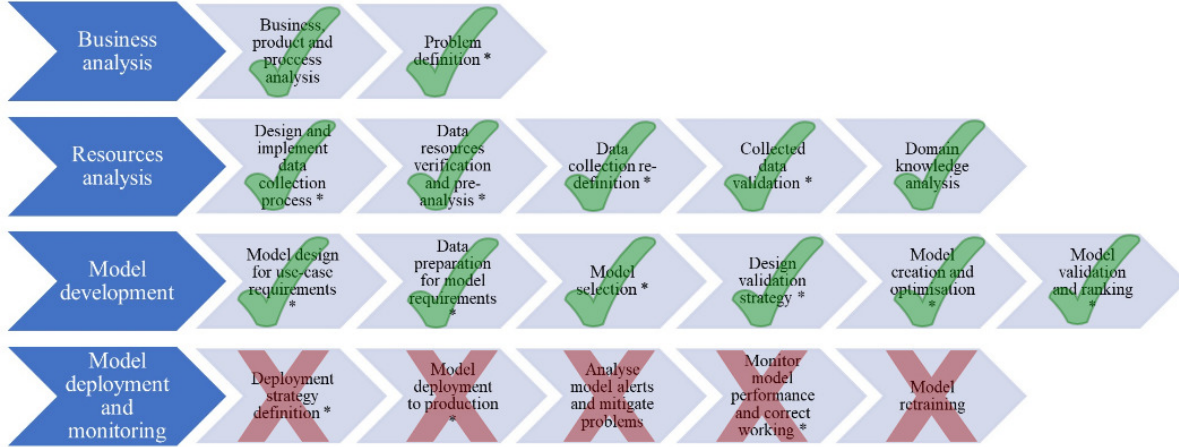 Business
analysis
Business,
product and
proccess
analysis
Problem
definition *
Resources
analysis
Design and
implement
data
collection
process *
Data
resources
verification
and pre-
analysis *
Data
collection re-
definition *
Collected
data
validation *
Domain
knowledge
analysis
Model
development
Model design
for use-case
requirements
*
Data
preparation
for model
requirements
*
Model
selection *
Design
validation
strategy *
Model
creation and
optimisation
*
Model
validation
and ranking
*
Model
deployment
and
monitoring
Deployment
strategy
definition *
Model
deployment
to production
*
Analyse
model alerts
and mitigate
problems
Monitor
model
performance
and correct
working *
Model
retraining